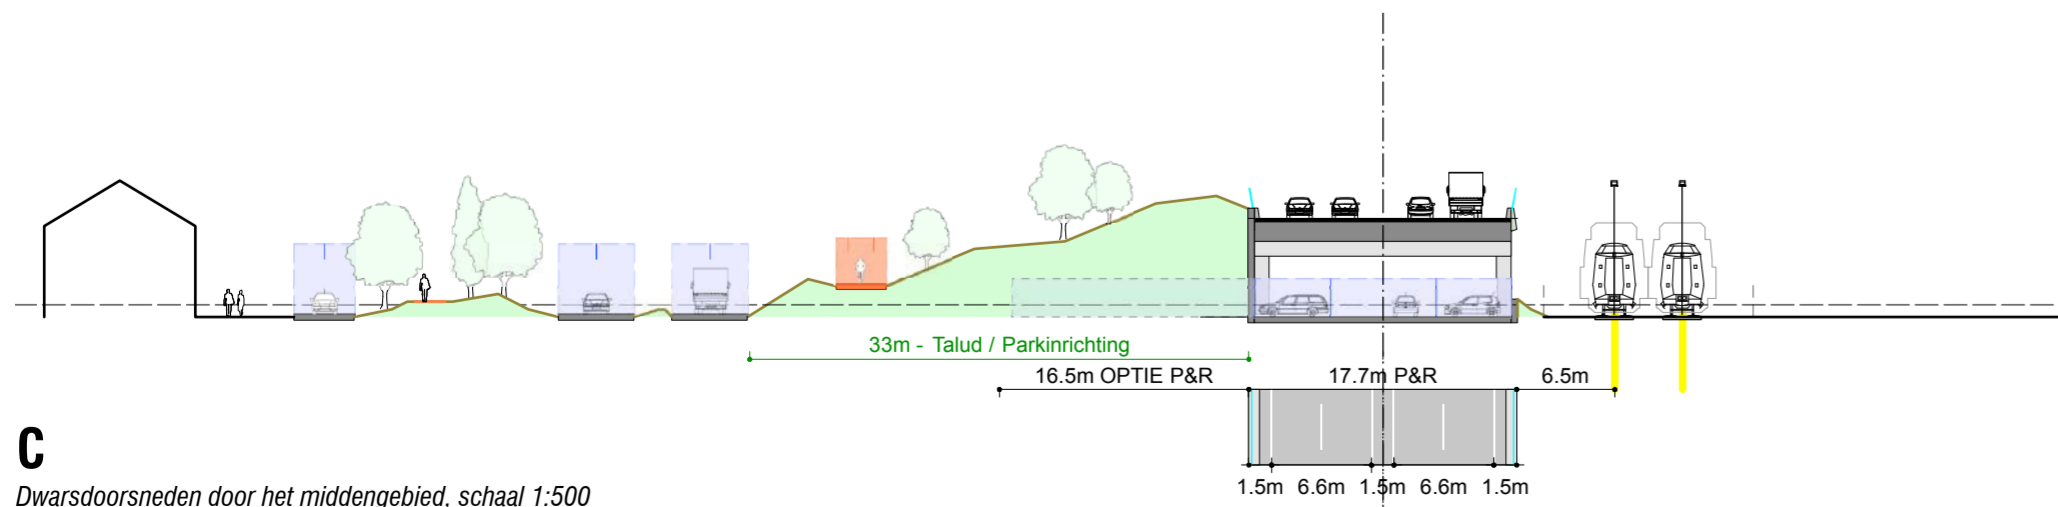 33m - Talud / Parkinrichting
16.5m OPTIE P&R
17.7m P&R
6.5m
1.5m
6.6m
1.5m
6.6m
1.5m
C
Dwarsdoorsneden door het middengebied, schaal 1:500